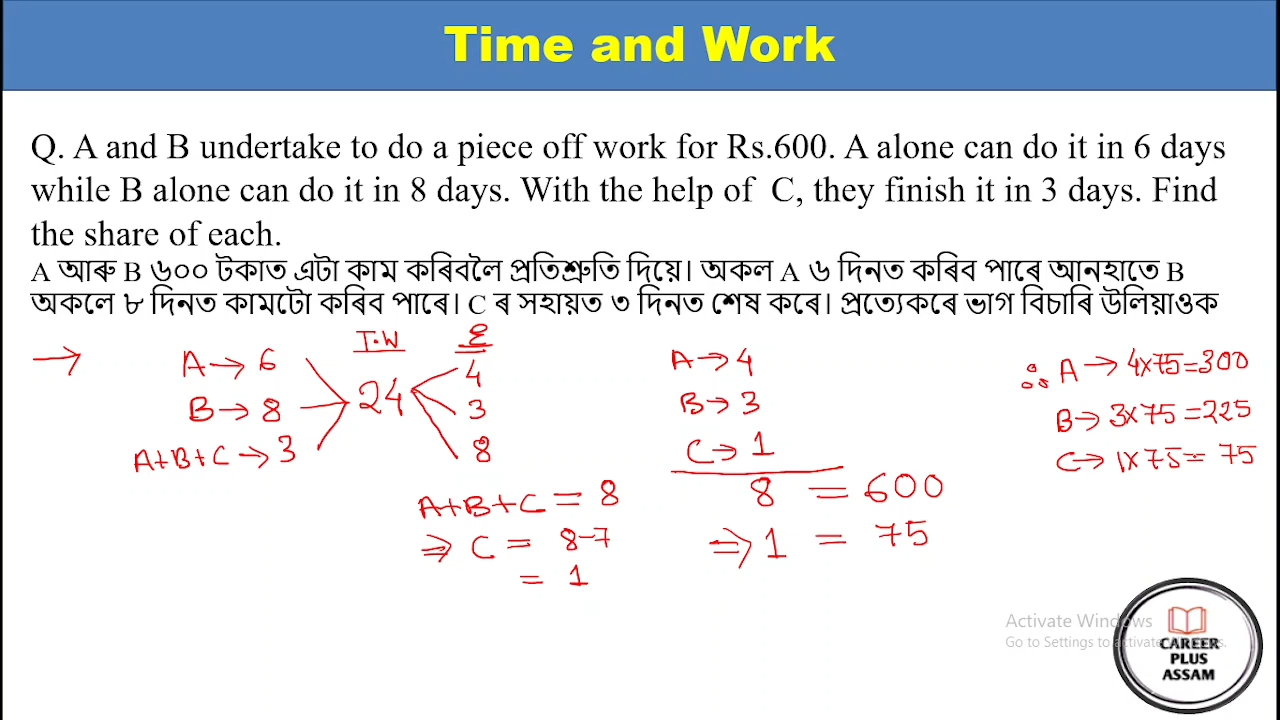 Time and Work
Q. A and B undertake to do a piece off work for Rs.600. A alone can do it in 6 days
while B alone can do it in 8 days. With the help of C, they finish it in 3 days. Find
the share of each.
A আৰু B ৬০০ টকাত এটা কাম কৰিবলৈ প্ৰতিশ্ৰুতি দিয়ে। অকল A ৬ দিনত কৰিব পাৰে আনহাতে B
অকলে ৮ দিনত কামটো কৰিব পাৰে। C ৰ সহায়ত ৩ দিনত শেষ কৰে। প্ৰত্যেকৰে ভাগ বিচাৰি উলিয়াওক
→ A → 6
B → 8
A+B+C → 3
T.W
24
E
4
3
8
A+B+C = 8
⇒ C = 8-7
= 1
A → 4
B → 3
C → 1
8 = 600
⇒ 1 = 75
∴ A → 4×75=300
B → 3×75=225
C → 1×75= 75
Activate Windows
Go to Settings to activate
CAREER
PLUS
ASSAM